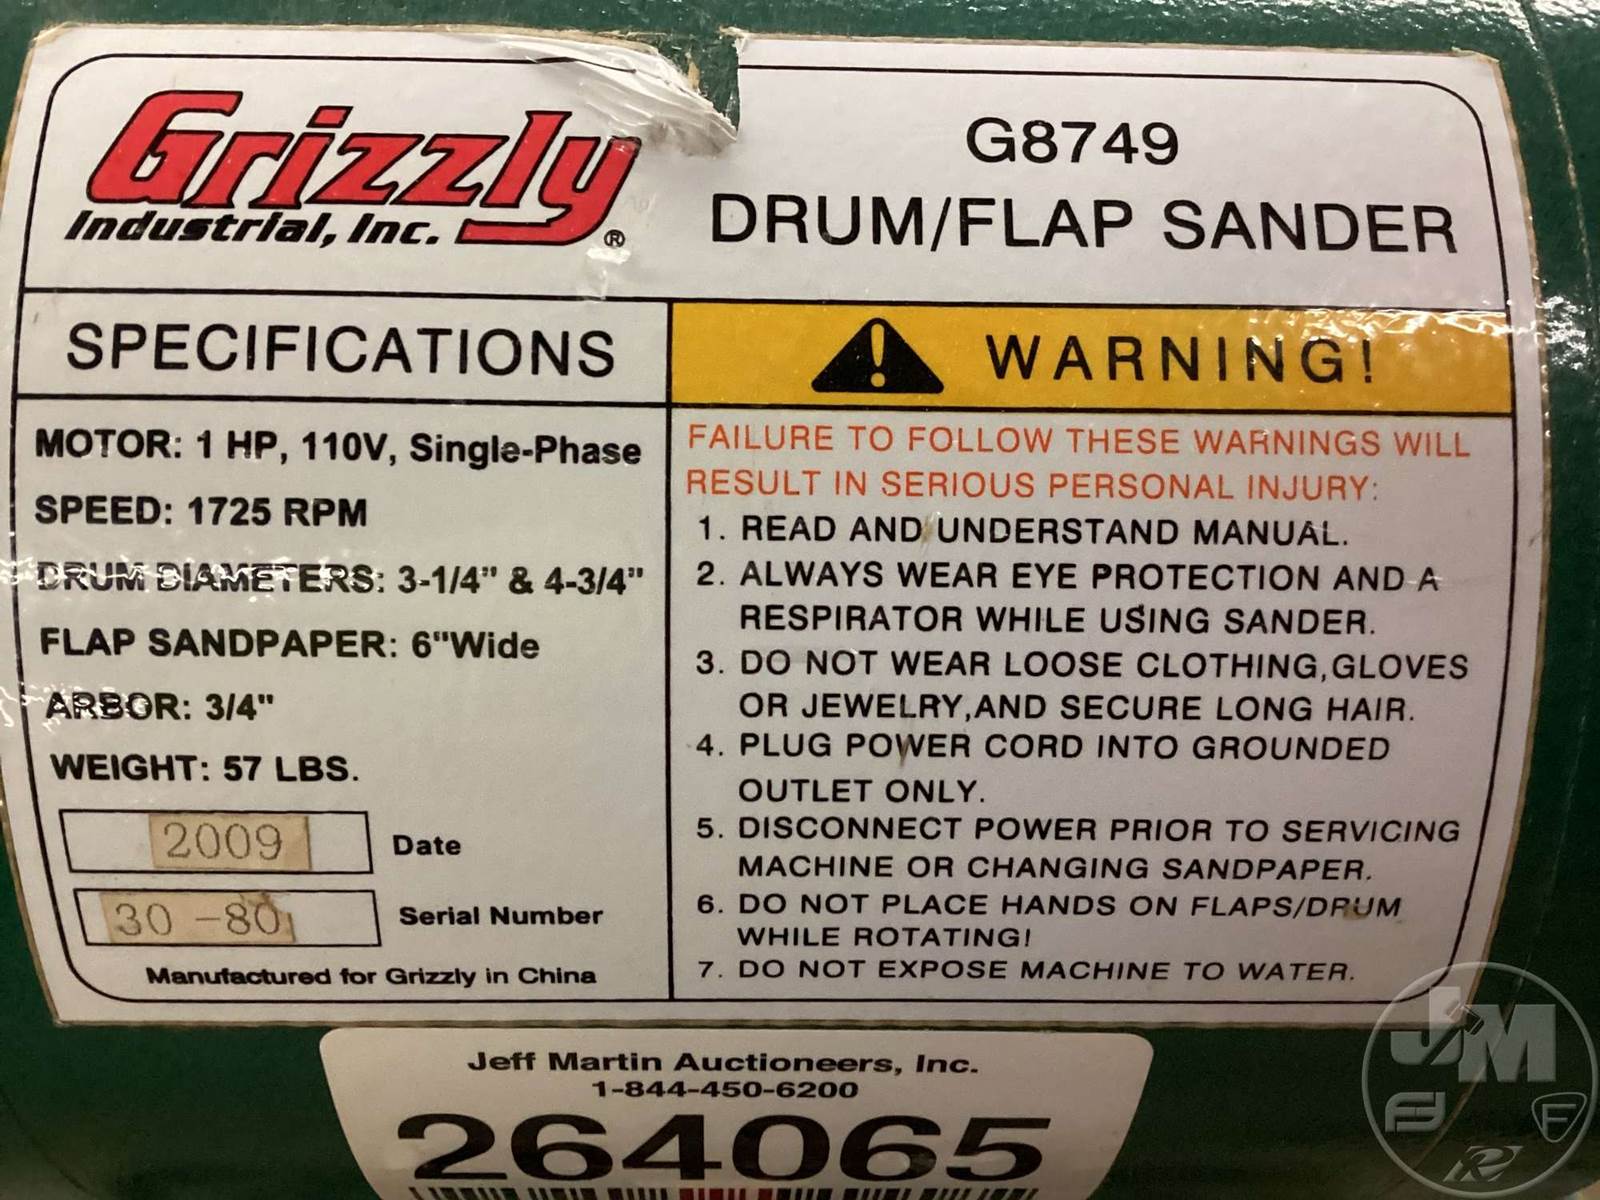 Grizzly
Industrial, Inc. ®
G8749
DRUM/FLAP SANDER
SPECIFICATIONS
MOTOR: 1 HP, 110V, Single-Phase
SPEED: 1725 RPM
DRUM DIAMETERS: 3-1/4" & 4-3/4"
FLAP SANDPAPER: 6"Wide
ARBOR: 3/4"
WEIGHT: 57 LBS.
2009 Date
30-80 Serial Number
Manufactured for Grizzly in China
WARNING!
FAILURE TO FOLLOW THESE WARNINGS WILL
RESULT IN SERIOUS PERSONAL INJURY:
1. READ AND UNDERSTAND MANUAL.
2. ALWAYS WEAR EYE PROTECTION AND A
RESPIRATOR WHILE USING SANDER.
3. DO NOT WEAR LOOSE CLOTHING,GLOVES
OR JEWELRY,AND SECURE LONG HAIR.
4. PLUG POWER CORD INTO GROUNDED
OUTLET ONLY.
5. DISCONNECT POWER PRIOR TO SERVICING
MACHINE OR CHANGING SANDPAPER.
6. DO NOT PLACE HANDS ON FLAPS/DRUM
WHILE ROTATING!
7. DO NOT EXPOSE MACHINE TO WATER.
Jeff Martin Auctioneers, Inc.
1-844-450-6200
264065
JM